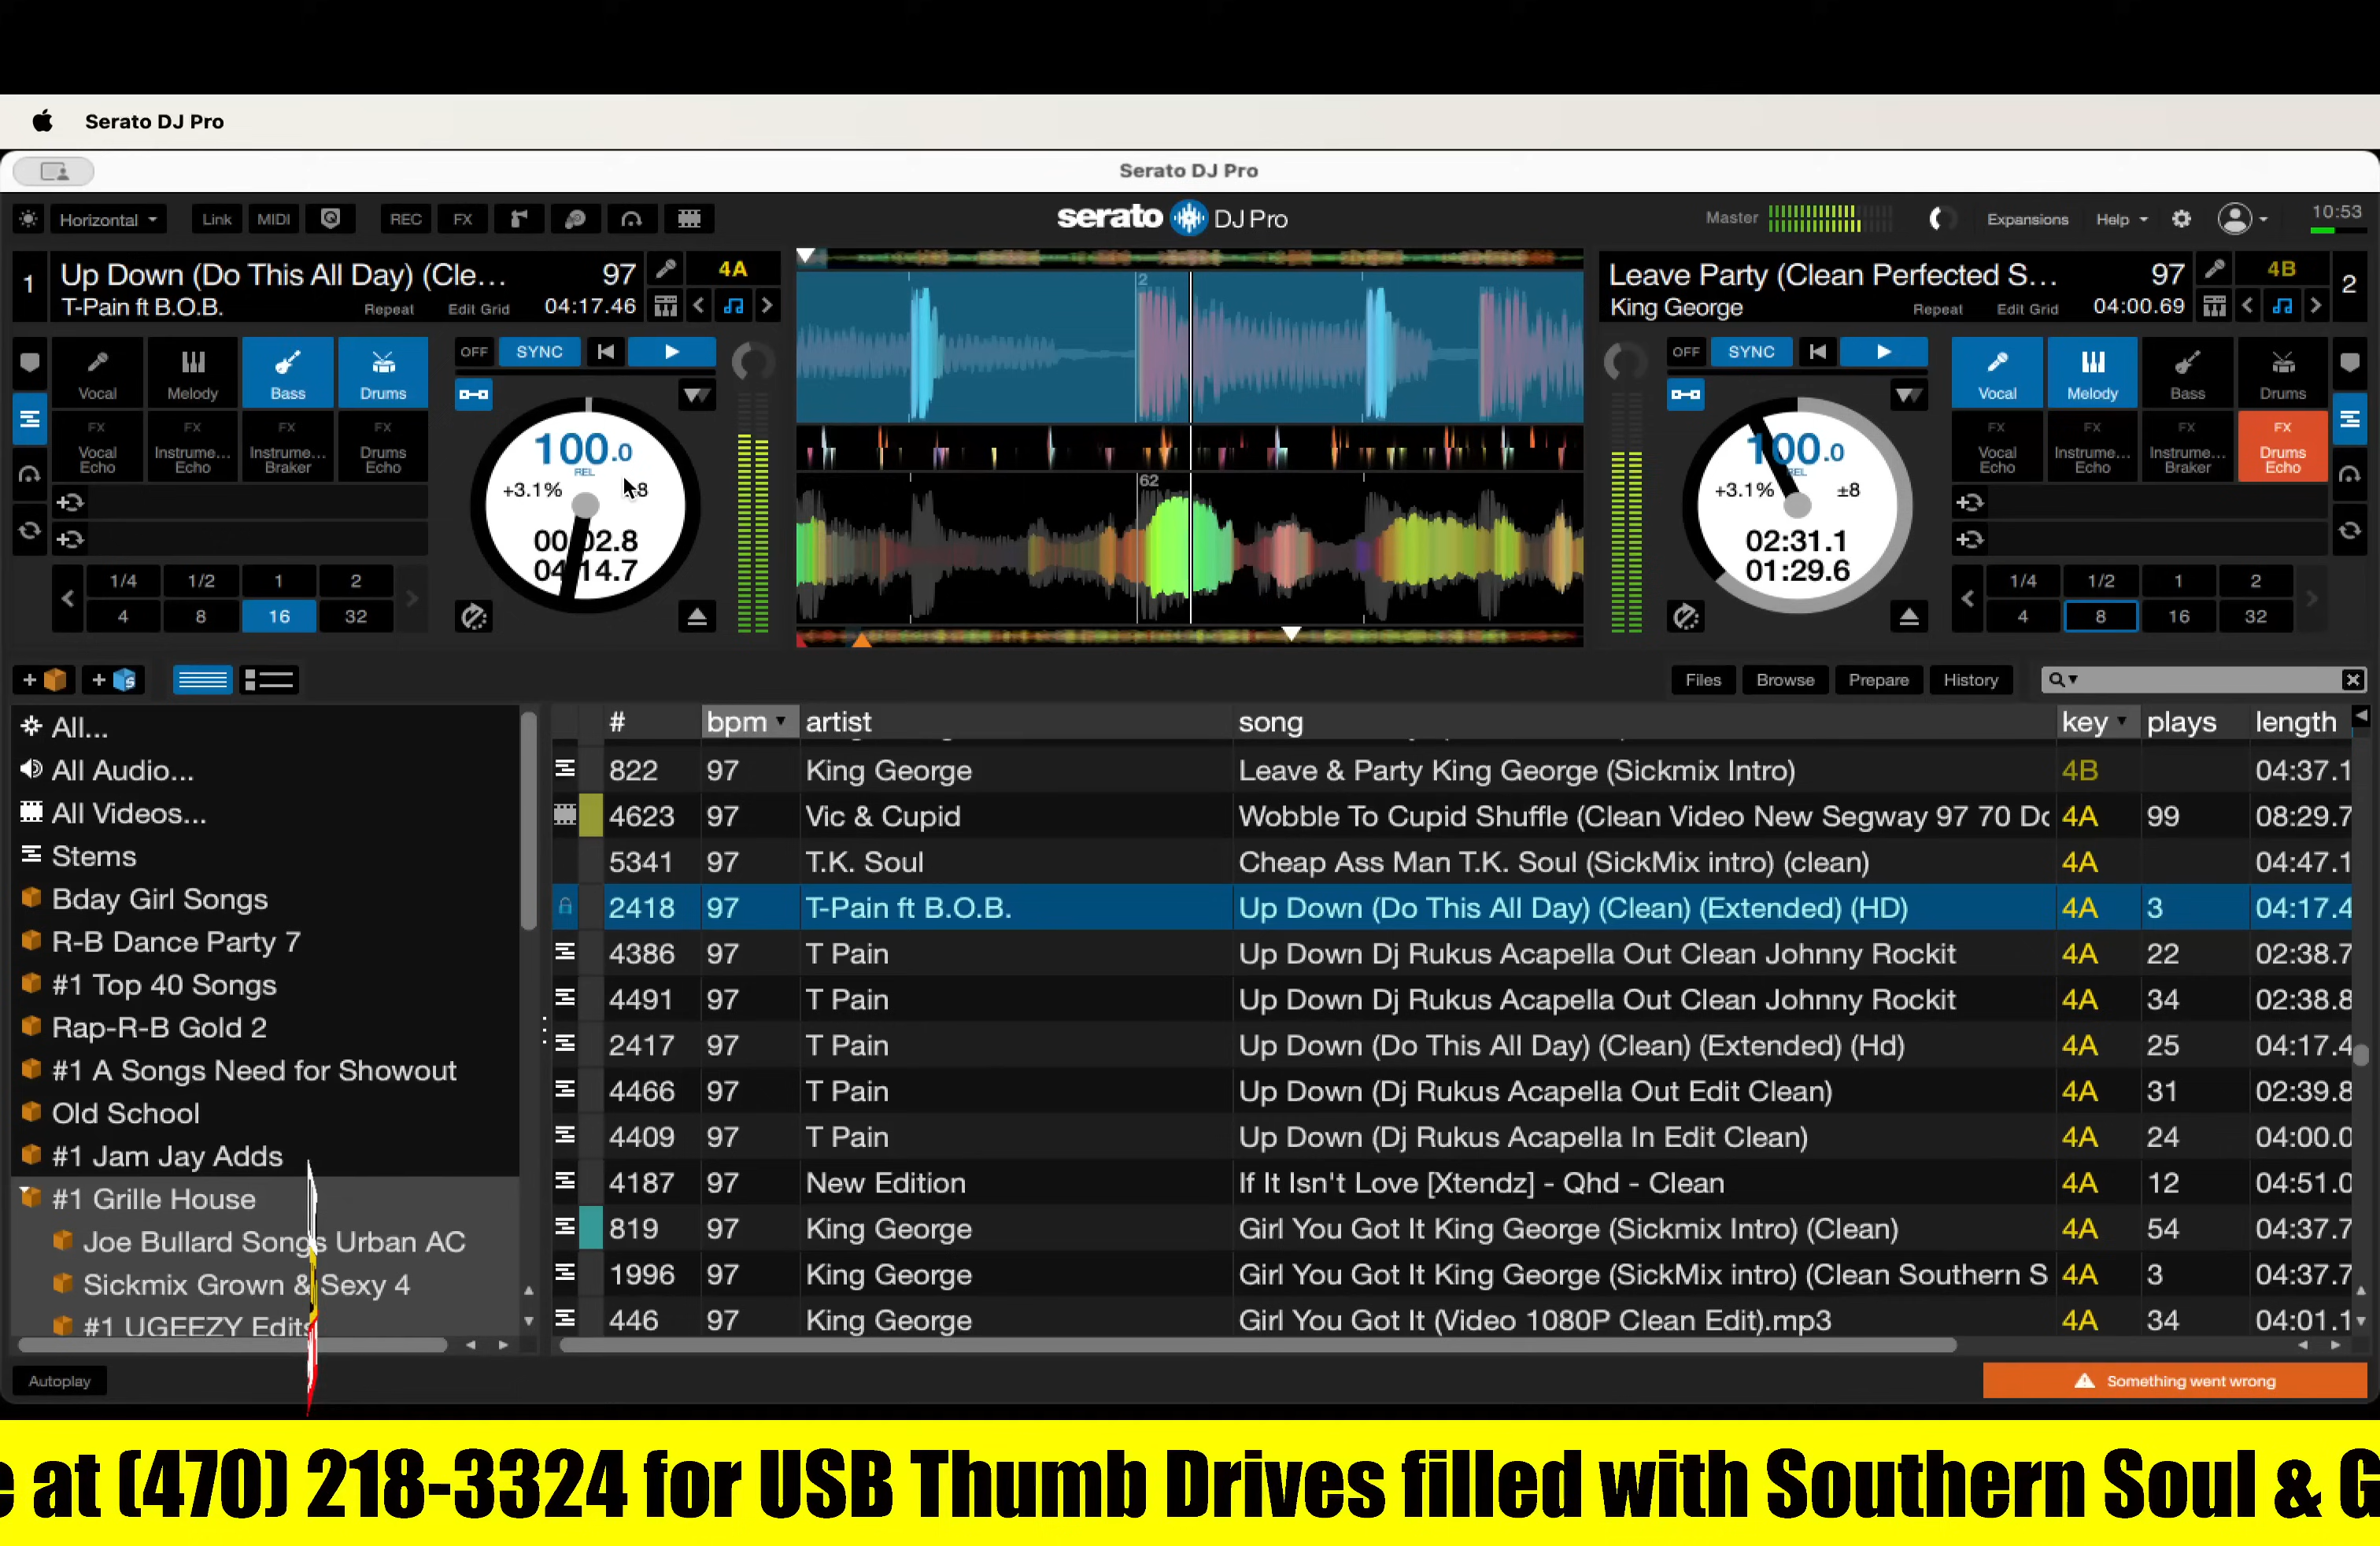 Serato DJ Pro
Serato DJ Pro
Horizontal
Link
MIDI
REC
FX
serato DJ Pro
Master
Expansions
Help
10:53
1
Up Down (Do This All Day) (Cle...
97
4A
T-Pain ft B.O.B.
Repeat
Edit Grid
04:17.46
Leave Party (Clean Perfected S...
97
4B
2
King George
Repeat
Edit Grid
04:00.69
Vocal
Melody
Bass
Drums
FX Vocal Echo
FX Instrume... Echo
FX Instrume... Braker
FX Drums Echo
OFF
SYNC
100.0
REL
+3.1%
00:02.8
04:14.7
1/4 1/2 1 2
4 8 16 32
2
62
OFF
SYNC
100.0
REL
+3.1%
±8
02:31.1
01:29.6
Vocal
Melody
Bass
Drums
FX Vocal Echo
FX Instrume... Echo
FX Instrume... Braker
FX Drums Echo
1/4 1/2 1 2
4 8 16 32
Files
Browse
Prepare
History
All...
All Audio...
All Videos...
Stems
Bday Girl Songs
R-B Dance Party 7
#1 Top 40 Songs
Rap-R-B Gold 2
#1 A Songs Need for Showout
Old School
#1 Jam Jay Adds
#1 Grille House
Joe Bullard Songs Urban AC
Sickmix Grown & Sexy 4
#1 UGEEZY Edits
# bpm artist song key plays length
822 97 King George Leave & Party King George (Sickmix Intro) 4B 04:37.1
4623 97 Vic & Cupid Wobble To Cupid Shuffle (Clean Video New Segway 97 70 Dc 4A 99 08:29.7
5341 97 T.K. Soul Cheap Ass Man T.K. Soul (SickMix intro) (clean) 4A 04:47.1
2418 97 T-Pain ft B.O.B. Up Down (Do This All Day) (Clean) (Extended) (HD) 4A 3 04:17.4
4386 97 T Pain Up Down Dj Rukus Acapella Out Clean Johnny Rockit 4A 22 02:38.7
4491 97 T Pain Up Down Dj Rukus Acapella Out Clean Johnny Rockit 4A 34 02:38.8
2417 97 T Pain Up Down (Do This All Day) (Clean) (Extended) (Hd) 4A 25 04:17.4
4466 97 T Pain Up Down (Dj Rukus Acapella Out Edit Clean) 4A 31 02:39.8
4409 97 T Pain Up Down (Dj Rukus Acapella In Edit Clean) 4A 24 04:00.0
4187 97 New Edition If It Isn't Love [Xtendz] - Qhd - Clean 4A 12 04:51.0
819 97 King George Girl You Got It King George (Sickmix Intro) (Clean) 4A 54 04:37.7
1996 97 King George Girl You Got It King George (SickMix intro) (Clean Southern S 4A 3 04:37.7
446 97 King George Girl You Got It (Video 1080P Clean Edit).mp3 4A 34 04:01.1
Autoplay
Something went wrong
e at (470) 218-3324 for USB Thumb Drives filled with Southern Soul & G